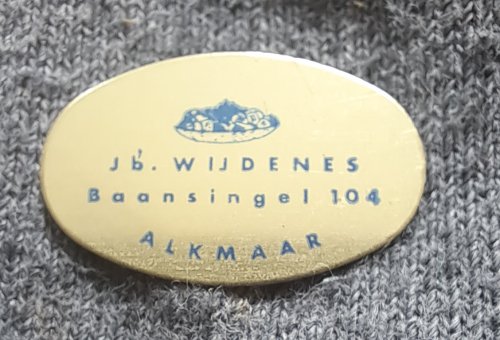 Jb. WIJDENES
Baansingel 104
ALKMAAR